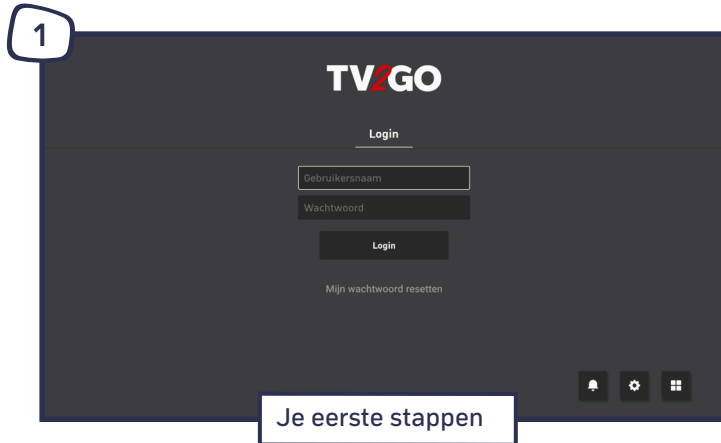 1
TV2GO
Login
Gebruikersnaam
Wachtwoord
Login
Mijn wachtwoord resetten
Je eerste stappen